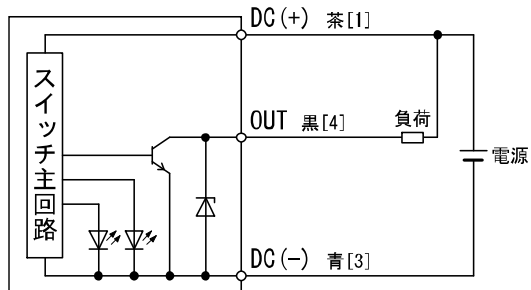 DC(+) 茶[1]
スイッチ主回路
OUT 黒[4]
負荷
電源
DC(-) 青[3]